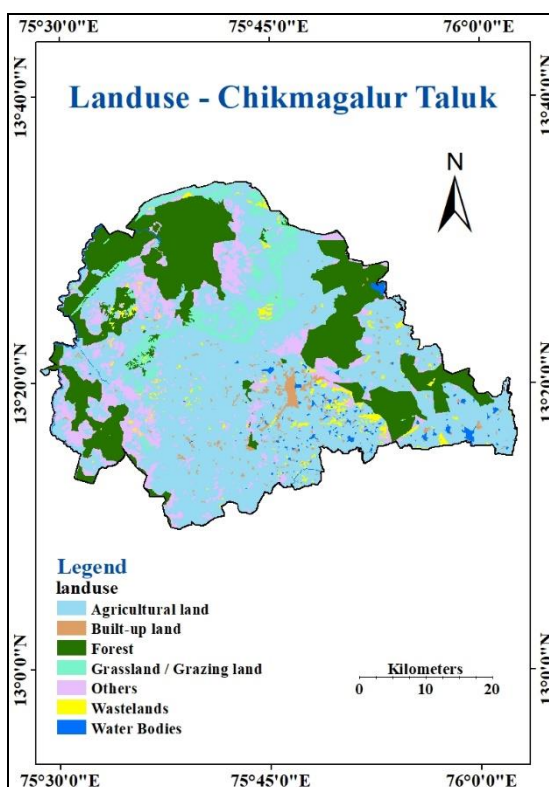 75°30'0"E 75°45'0"E 76°0'0"E
13°40'0"N 13°40'0"N
Landuse - Chikmagalur Taluk
N
13°20'0"N 13°20'0"N
Legend
landuse
Agricultural land
Built-up land
Forest
Grassland / Grazing land
Others
Wastelands
Water Bodies
Kilometers
0 5 10 20
13°0'0"N 13°0'0"N
75°30'0"E 75°45'0"E 76°0'0"E